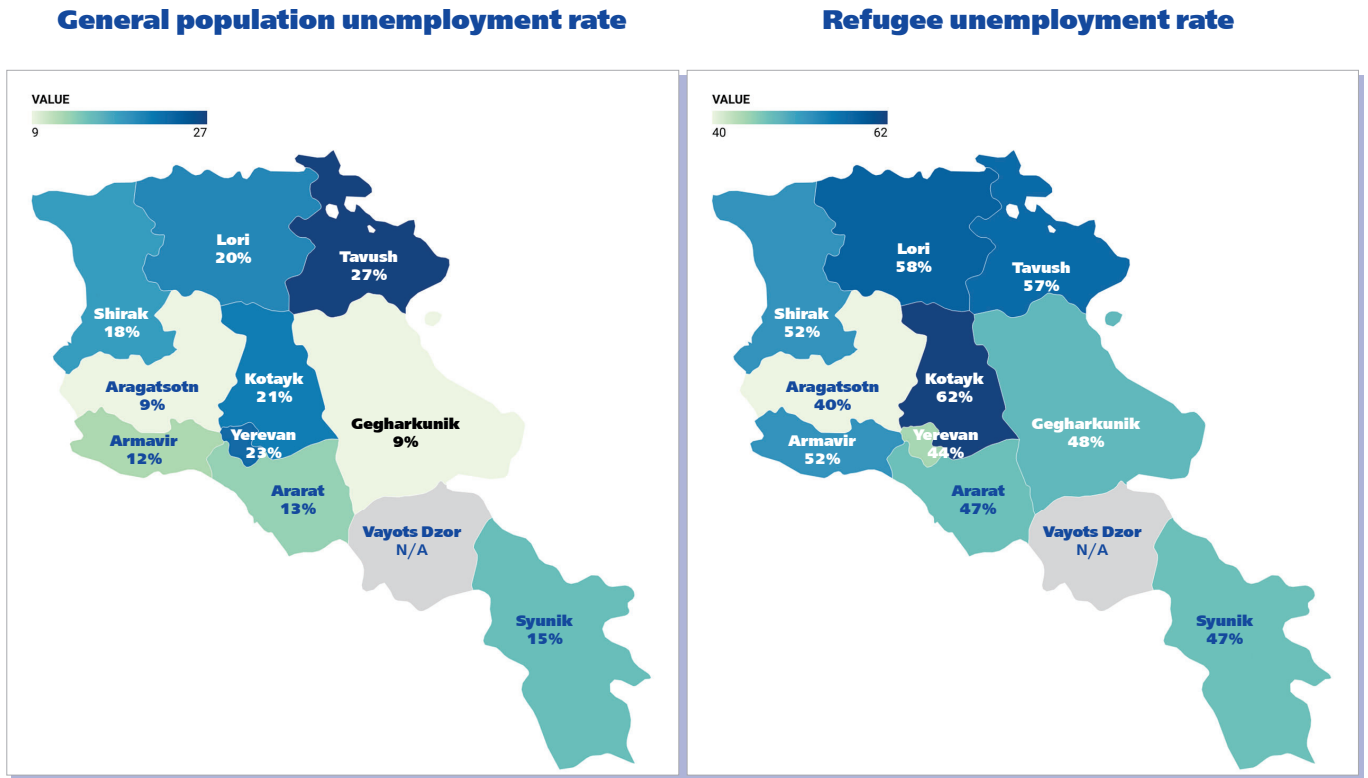 General population unemployment rate
VALUE
9 27
Lori
20%
Tavush
27%
Shirak
18%
Kotayk
21%
Aragatsotn
9%
Gegharkunik
9%
Armavir
12%
Yerevan
23%
Ararat
13%
Vayots Dzor
N/A
Syunik
15%
Refugee unemployment rate
VALUE
40 62
Lori
58%
Tavush
57%
Shirak
52%
Kotayk
62%
Aragatsotn
40%
Gegharkunik
48%
Armavir
52%
Yerevan
44%
Ararat
47%
Vayots Dzor
N/A
Syunik
47%